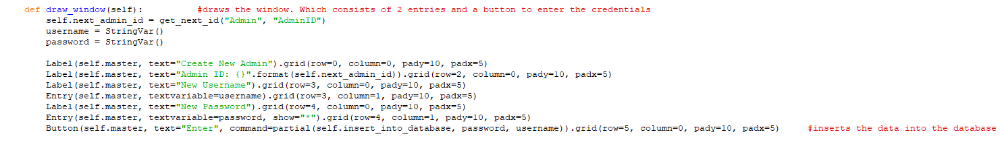 def draw_window(self):          #draws the window. Which consists of 2 entries and a button to enter the credentials
    self.next_admin_id = get_next_id("Admin", "AdminID")
    username = StringVar()
    password = StringVar()

    Label(self.master, text="Create New Admin").grid(row=0, column=0, pady=10, padx=5)
    Label(self.master, text="Admin ID: {}".format(self.next_admin_id)).grid(row=2, column=0, pady=10, padx=5)
    Label(self.master, text="New Username").grid(row=3, column=0, pady=10, padx=5)
    Entry(self.master, textvariable=username).grid(row=3, column=1, pady=10, padx=5)
    Label(self.master, text="New Password").grid(row=4, column=0, pady=10, padx=5)
    Entry(self.master, textvariable=password, show="*").grid(row=4, column=1, pady=10, padx=5)
    Button(self.master, text="Enter", command=partial(self.insert_into_database, password, username)).grid(row=5, column=0, pady=10, padx=5)     #inserts the data into the database